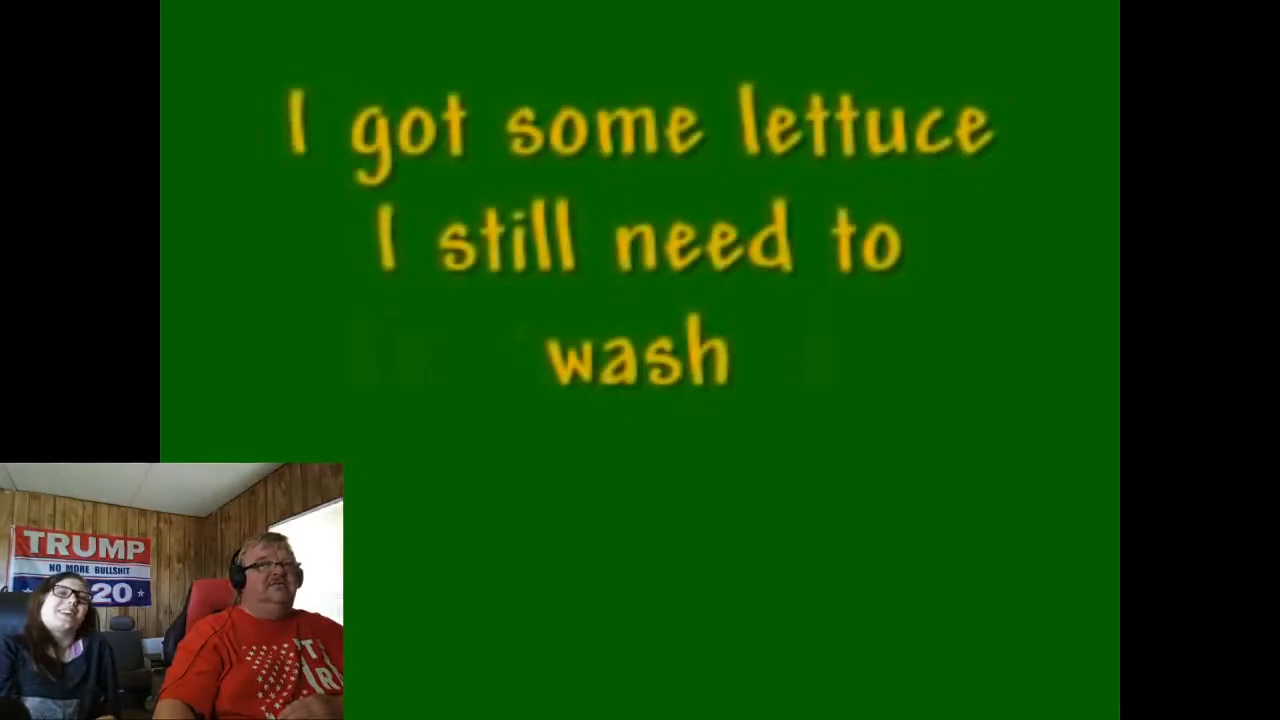 I got some lettuce
I still need to
wash
TRUMP
NO MORE BULLSHIT
20